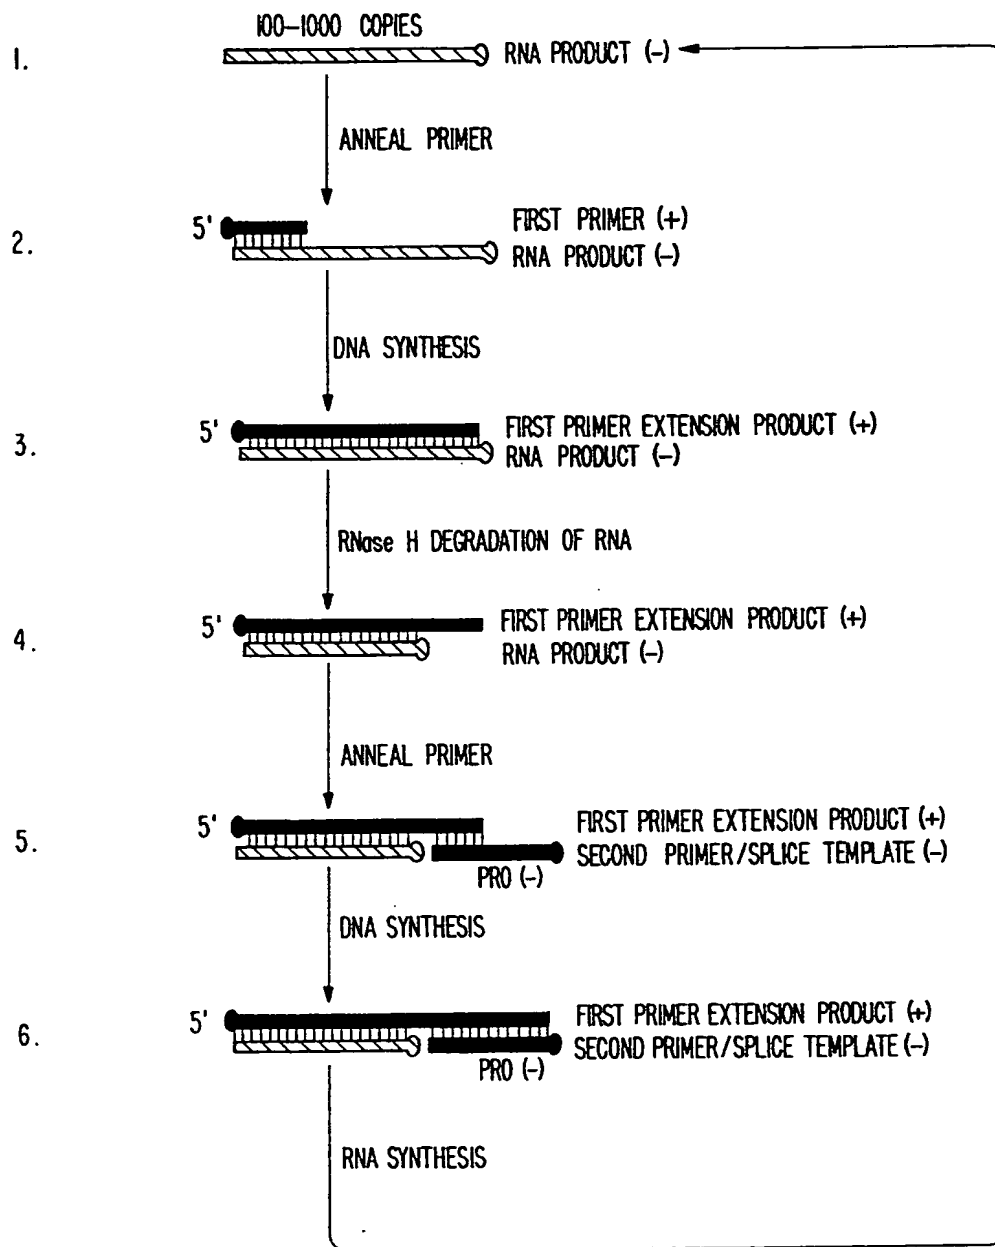 100-1000 COPIES
1.
RNA PRODUCT (-)
ANNEAL PRIMER
2.
5'
FIRST PRIMER (+)
RNA PRODUCT (-)
DNA SYNTHESIS
3.
5'
FIRST PRIMER EXTENSION PRODUCT (+)
RNA PRODUCT (-)
RNase H DEGRADATION OF RNA
4.
5'
FIRST PRIMER EXTENSION PRODUCT (+)
RNA PRODUCT (-)
ANNEAL PRIMER
5.
5'
FIRST PRIMER EXTENSION PRODUCT (+)
SECOND PRIMER/SPLICE TEMPLATE (-)
PRO (-)
DNA SYNTHESIS
6.
5'
FIRST PRIMER EXTENSION PRODUCT (+)
SECOND PRIMER/SPLICE TEMPLATE (-)
PRO (-)
RNA SYNTHESIS